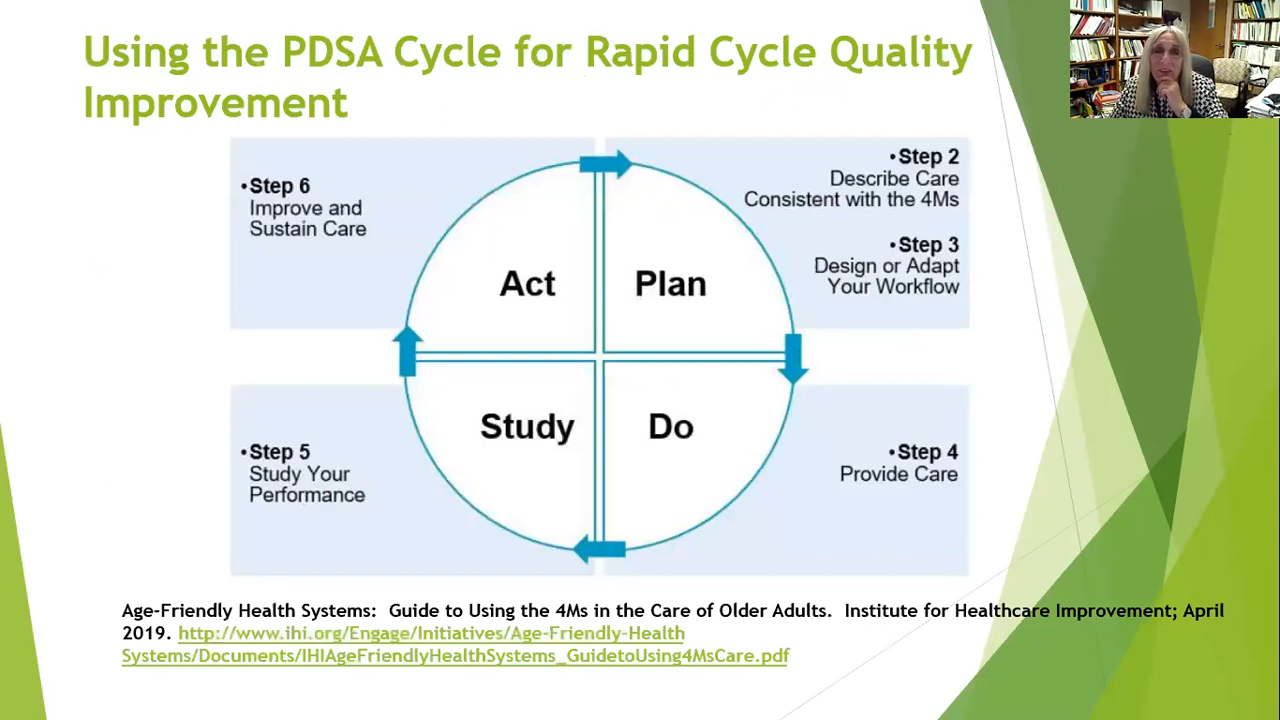 Using the PDSA Cycle for Rapid Cycle Quality
Improvement
•Step 6
Improve and
Sustain Care
•Step 2
Describe Care
Consistent with the 4Ms
•Step 3
Design or Adapt
Your Workflow
Act
Plan
Study
Do
•Step 5
Study Your
Performance
•Step 4
Provide Care
Age-Friendly Health Systems:  Guide to Using the 4Ms in the Care of Older Adults.  Institute for Healthcare Improvement; April
2019. http://www.ihi.org/Engage/Initiatives/Age-Friendly-Health
Systems/Documents/IHIAgeFriendlyHealthSystems_GuidetoUsing4MsCare.pdf